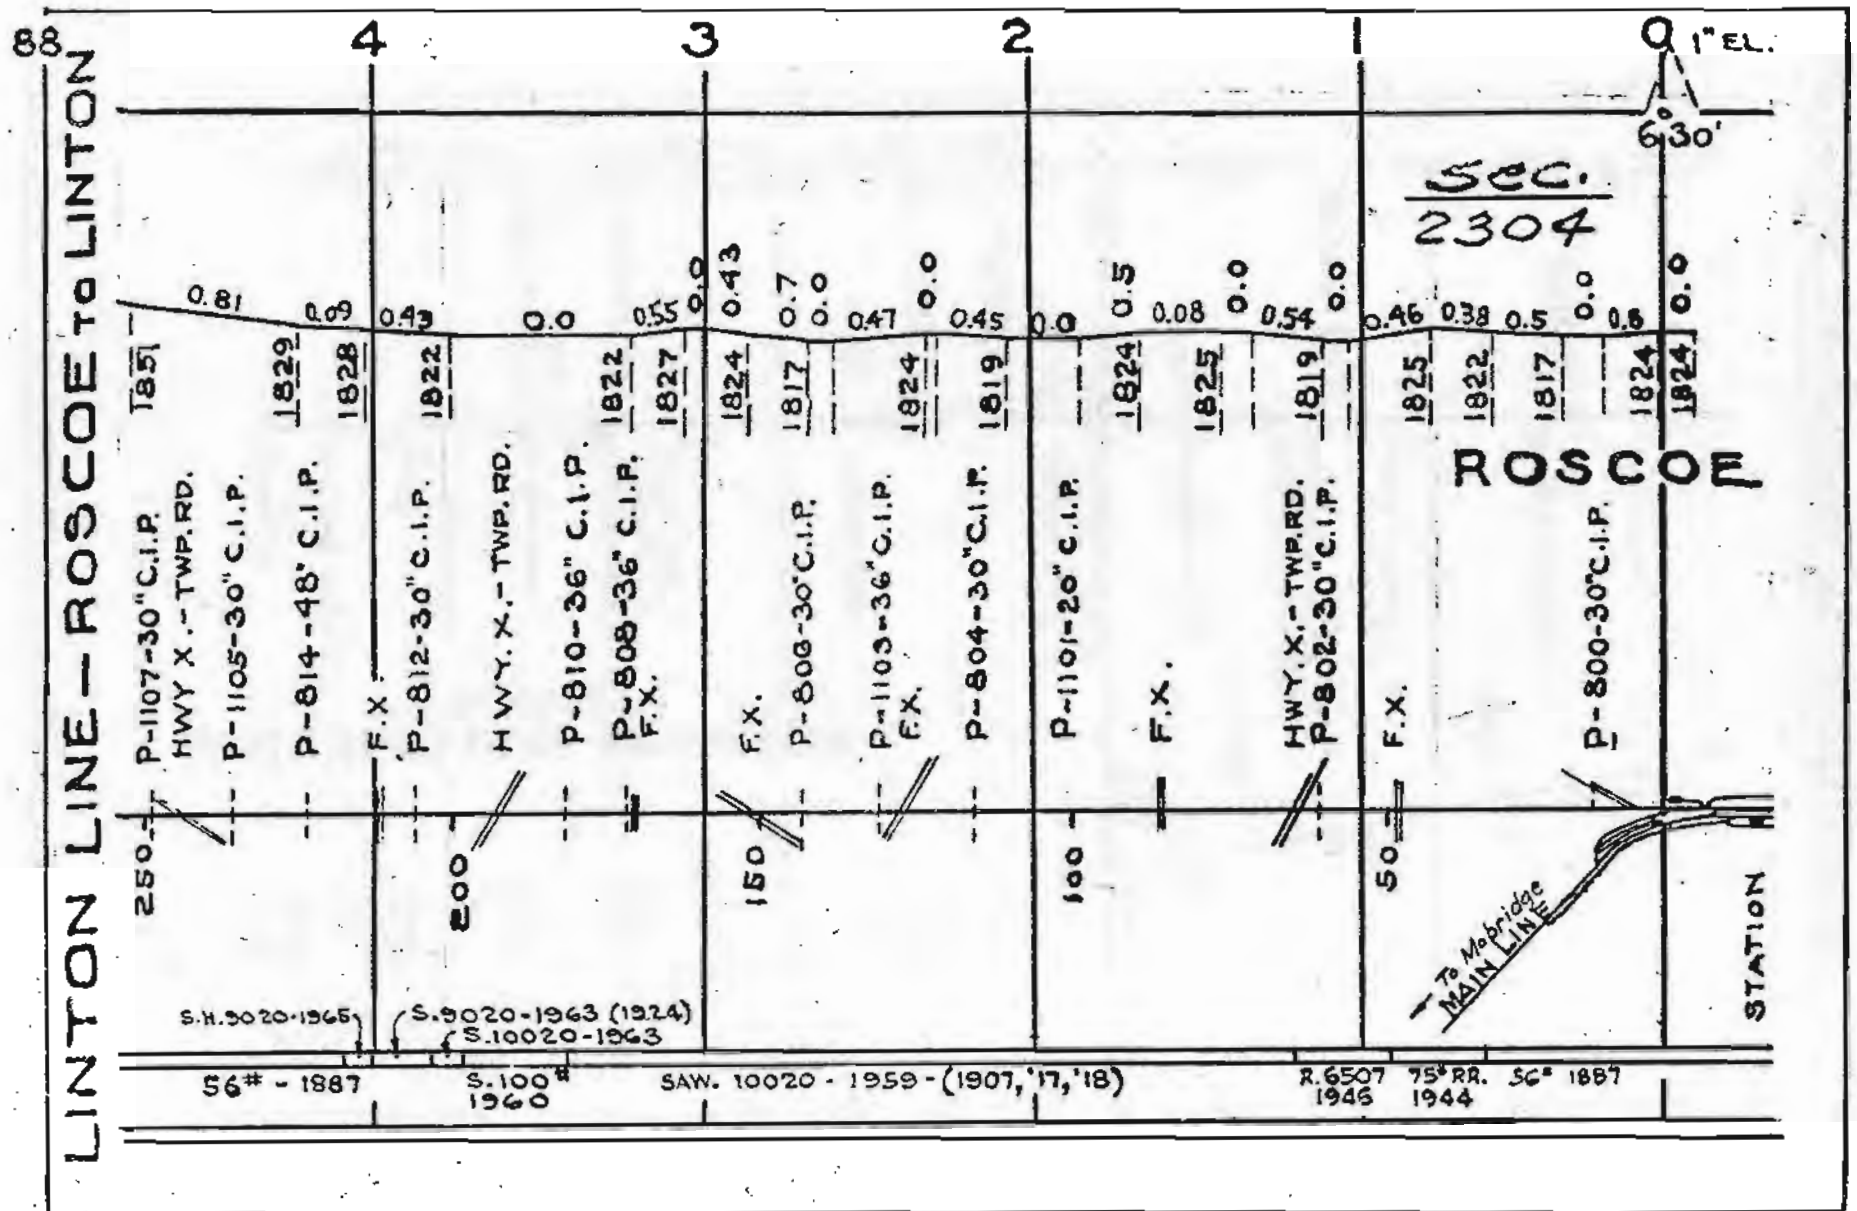 88
4
3
2
1
0
1" EL.
6°30'
LINTON LINE - ROSCOE to LINTON
Sec.
2304
0.81
0.09
0.43
0.0
0.55
0.0
0.43
0.7
0.0
0.47
0.0
0.45
0.0
0.5
0.08
0.0
0.54
0.0
0.46
0.38
0.5
0.0
0.8
0.0
1851
1829
1828
1822
1822
1827
1824
1817
1824
1819
1824
1825
1819
1825
1822
1817
1824
1824
ROSCOE
P-1107-30" C.I.P.
HWY X.-TWP.RD.
P-1105-30" C.I.P.
P-814-48" C.I.P.
F.X.
P-812-30" C.I.P.
HWY. X.-TWP.RD.
P-810-36" C.I.P.
P-808-36" C.I.P.
F.X.
F.X.
P-806-30" C.I.P.
P-1103-36" C.I.P.
F.X.
P-804-30" C.I.P.
P-1101-20" C.I.P.
F.X.
HWY. X.-TWP.RD.
P-802-30" C.I.P.
F.X.
P-800-30" C.I.P.
250
200
150
100
50
To Mobridge
MAIN LINE
STATION
S.H.9020-1965
S.9020-1963 (1924)
S.10020-1963
56# - 1887
S.100#
1960
SAW. 10020 - 1959 - (1907,'17,'18)
R.6507
1946
75# RR.
1944
56# 1887